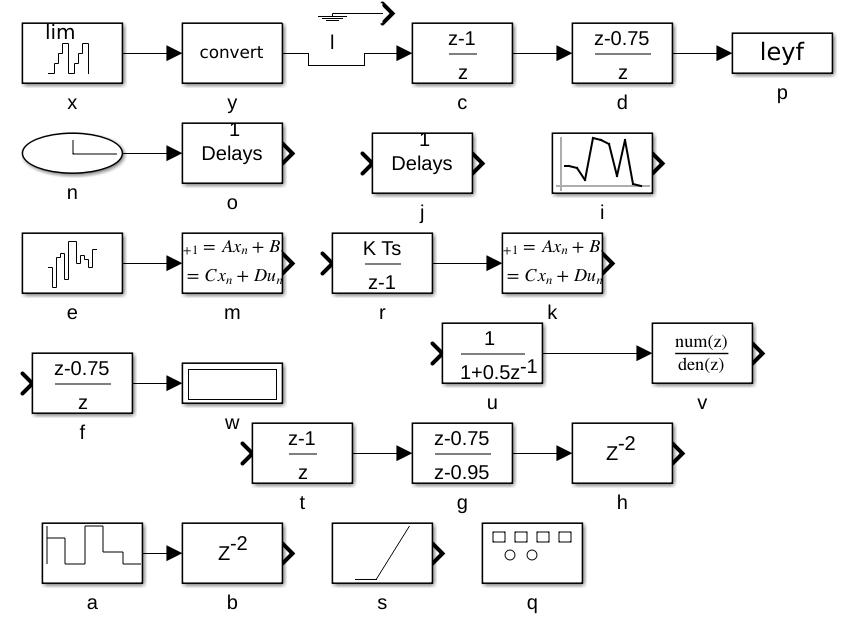 lim
convert
z-1
z
z-0.75
z
leyf
x
y
l
c
d
p
1
Delays
1
Delays
n
o
j
i
+1 = Axn + B
= Cxn + Dun
K Ts
z-1
+1 = Axn + B
= Cxn + Dun
e
m
r
k
z-0.75
z
1
1+0.5z-1
num(z)
den(z)
f
w
u
v
z-1
z
z-0.75
z-0.95
Z-2
t
g
h
Z-2
a
b
s
q